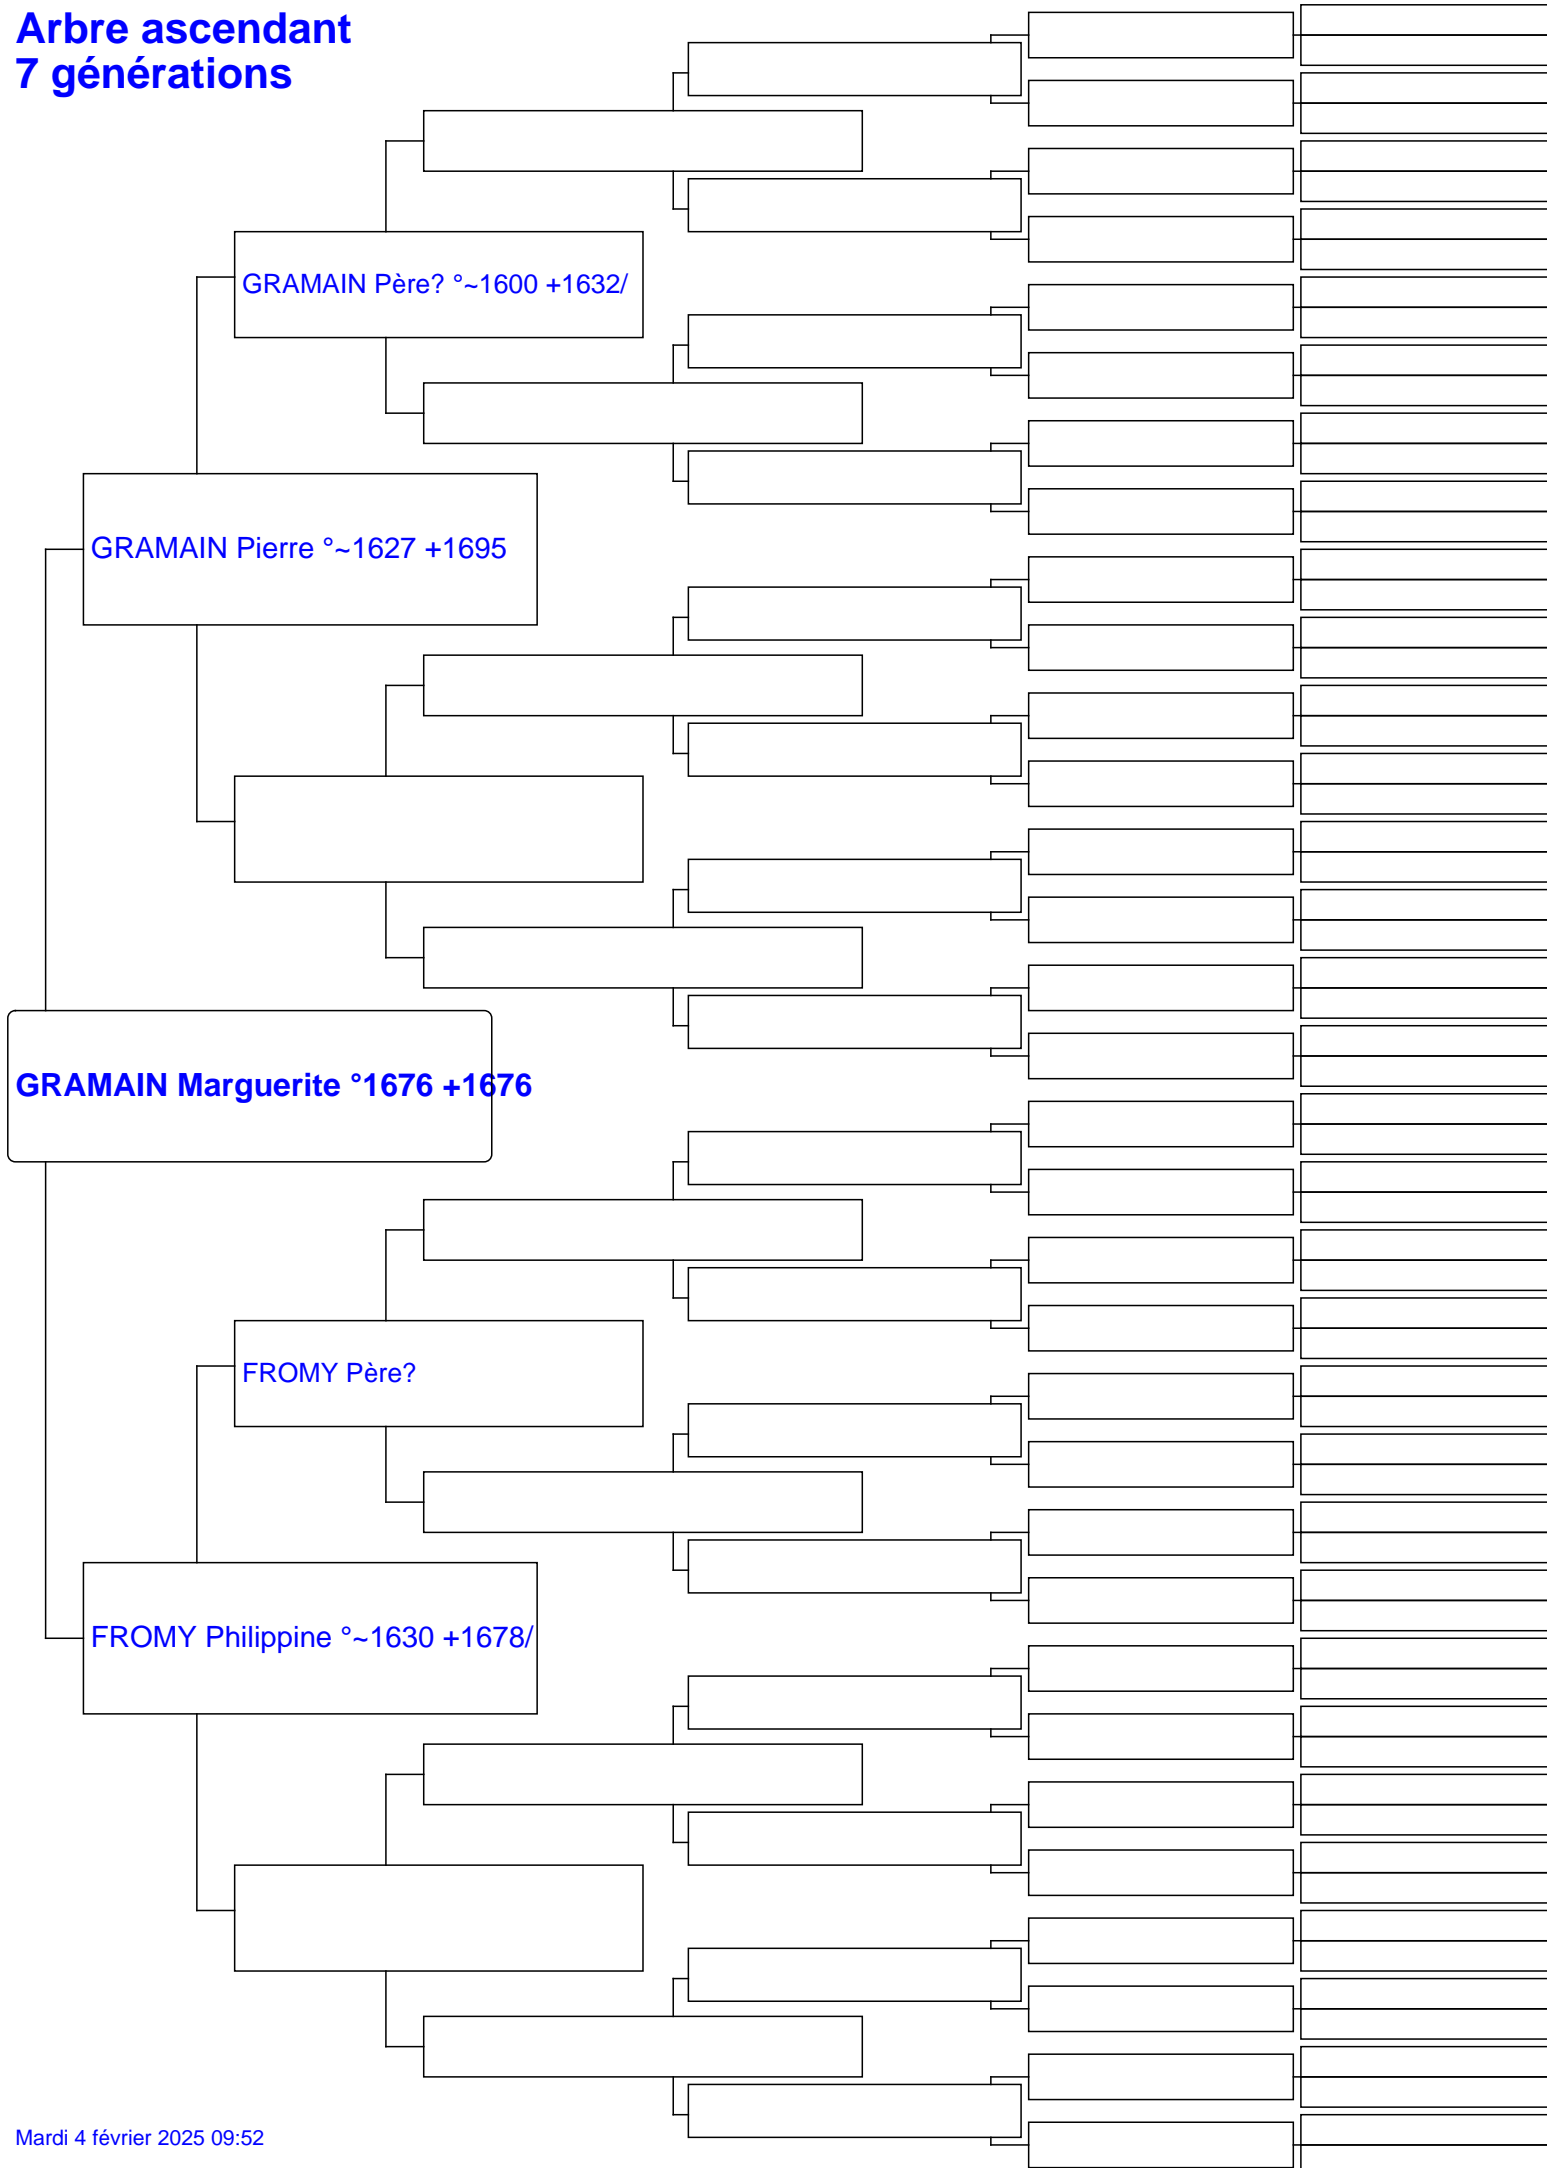 Arbre ascendant
7 générations
GRAMAIN Père? °~1600 +1632/
GRAMAIN Pierre °~1627 +1695
GRAMAIN Marguerite °1676 +1676
FROMY Père?
FROMY Philippine °~1630 +1678/
Mardi 4 février 2025 09:52